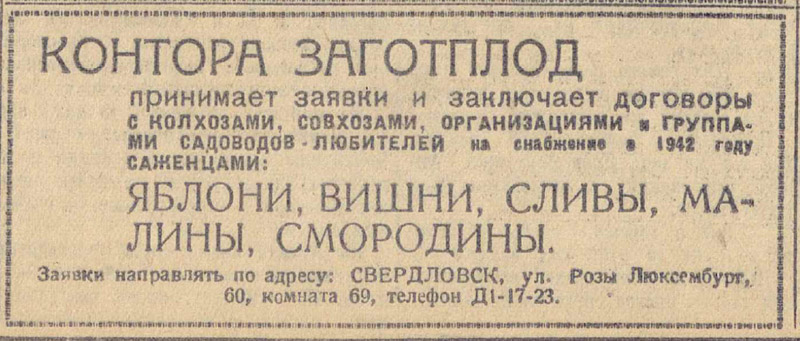 КОНТОРА ЗАГОТПЛОД
принимает заявки и заключает договоры
с КОЛХОЗАМИ, СОВХОЗАМИ, ОРГАНИЗАЦИЯМИ и ГРУППА-
МИ САДОВОДОВ-ЛЮБИТЕЛЕЙ на снабжение в 1942 году
САЖЕНЦАМИ:
ЯБЛОНИ, ВИШНИ, СЛИВЫ, МА-
ЛИНЫ, СМОРОДИНЫ.
Заявки направлять по адресу: СВЕРДЛОВСК, ул. Розы Люксембург,
60, комната 69, телефон Д1-17-23.